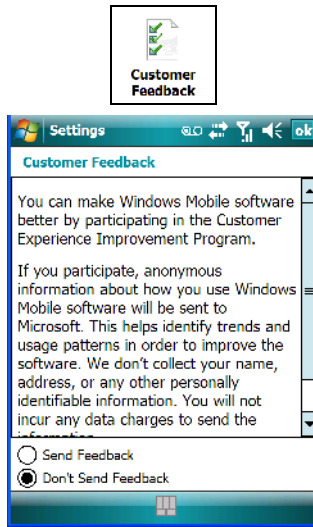 Customer
Feedback
Settings
ok
Customer Feedback
You can make Windows Mobile software
better by participating in the Customer
Experience Improvement Program.
If you participate, anonymous
information about how you use Windows
Mobile software will be sent to
Microsoft. This helps identify trends and
usage patterns in order to improve the
software. We don't collect your name,
address, or any other personally
identifiable information. You will not
incur any data charges to send the
Send Feedback
Don't Send Feedback